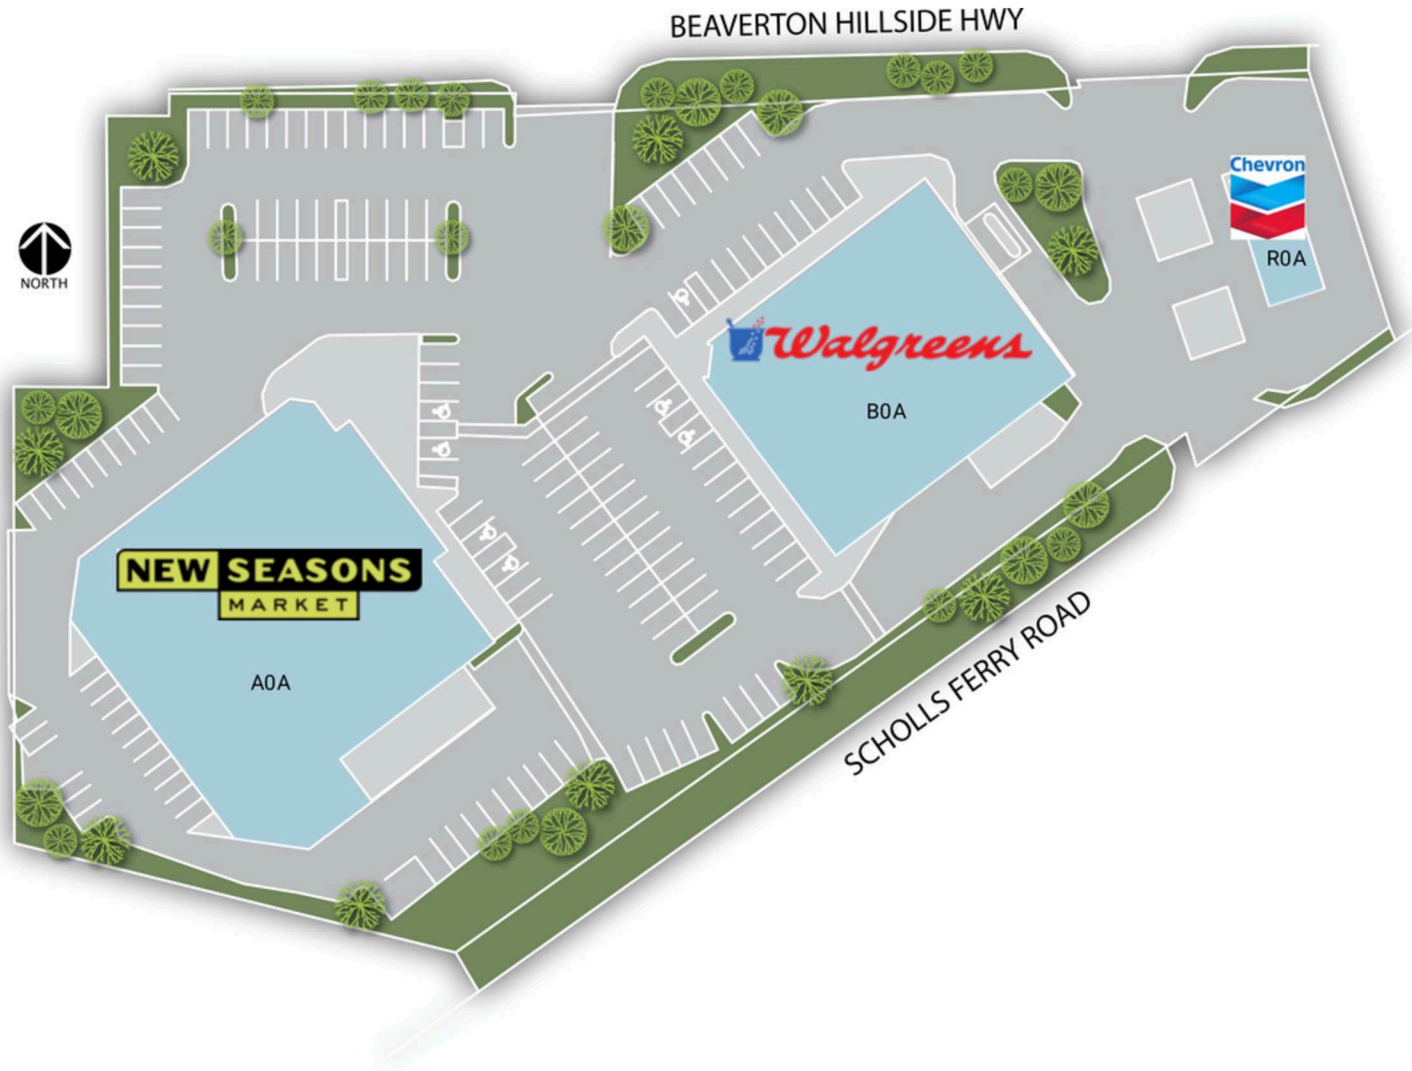 BEAVERTON HILLSIDE HWY
Chevron
R0A
NORTH
Walgreens
B0A
NEW SEASONS
MARKET
A0A
SCHOLLS FERRY ROAD